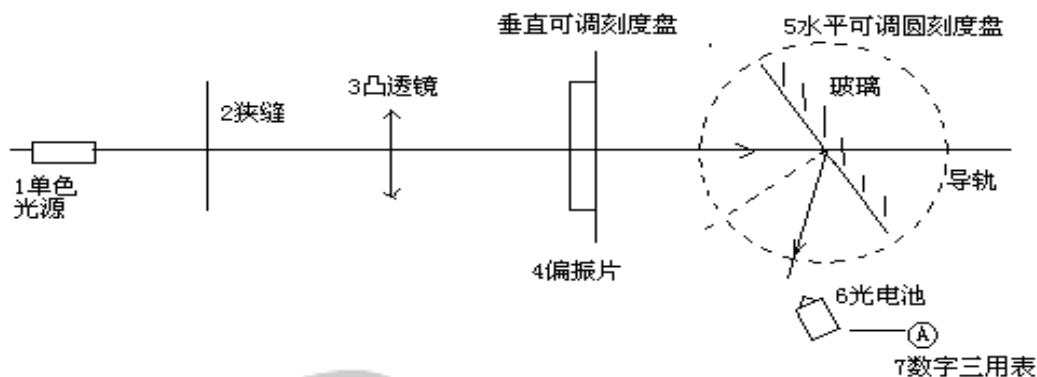 垂直可调刻度盘
5水平可调圆刻度盘
3凸透镜
玻璃
2狭缝
1单色
光源
导轨
4偏振片
6光电池
A
7数字三用表